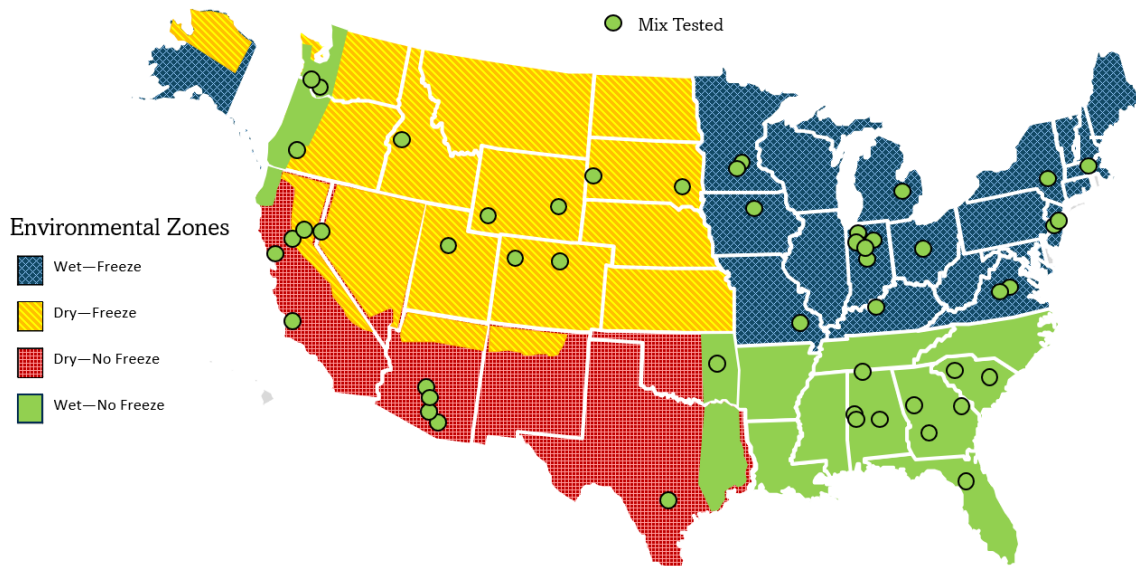 Mix Tested
Environmental Zones
Wet—Freeze
Dry—Freeze
Dry—No Freeze
Wet—No Freeze